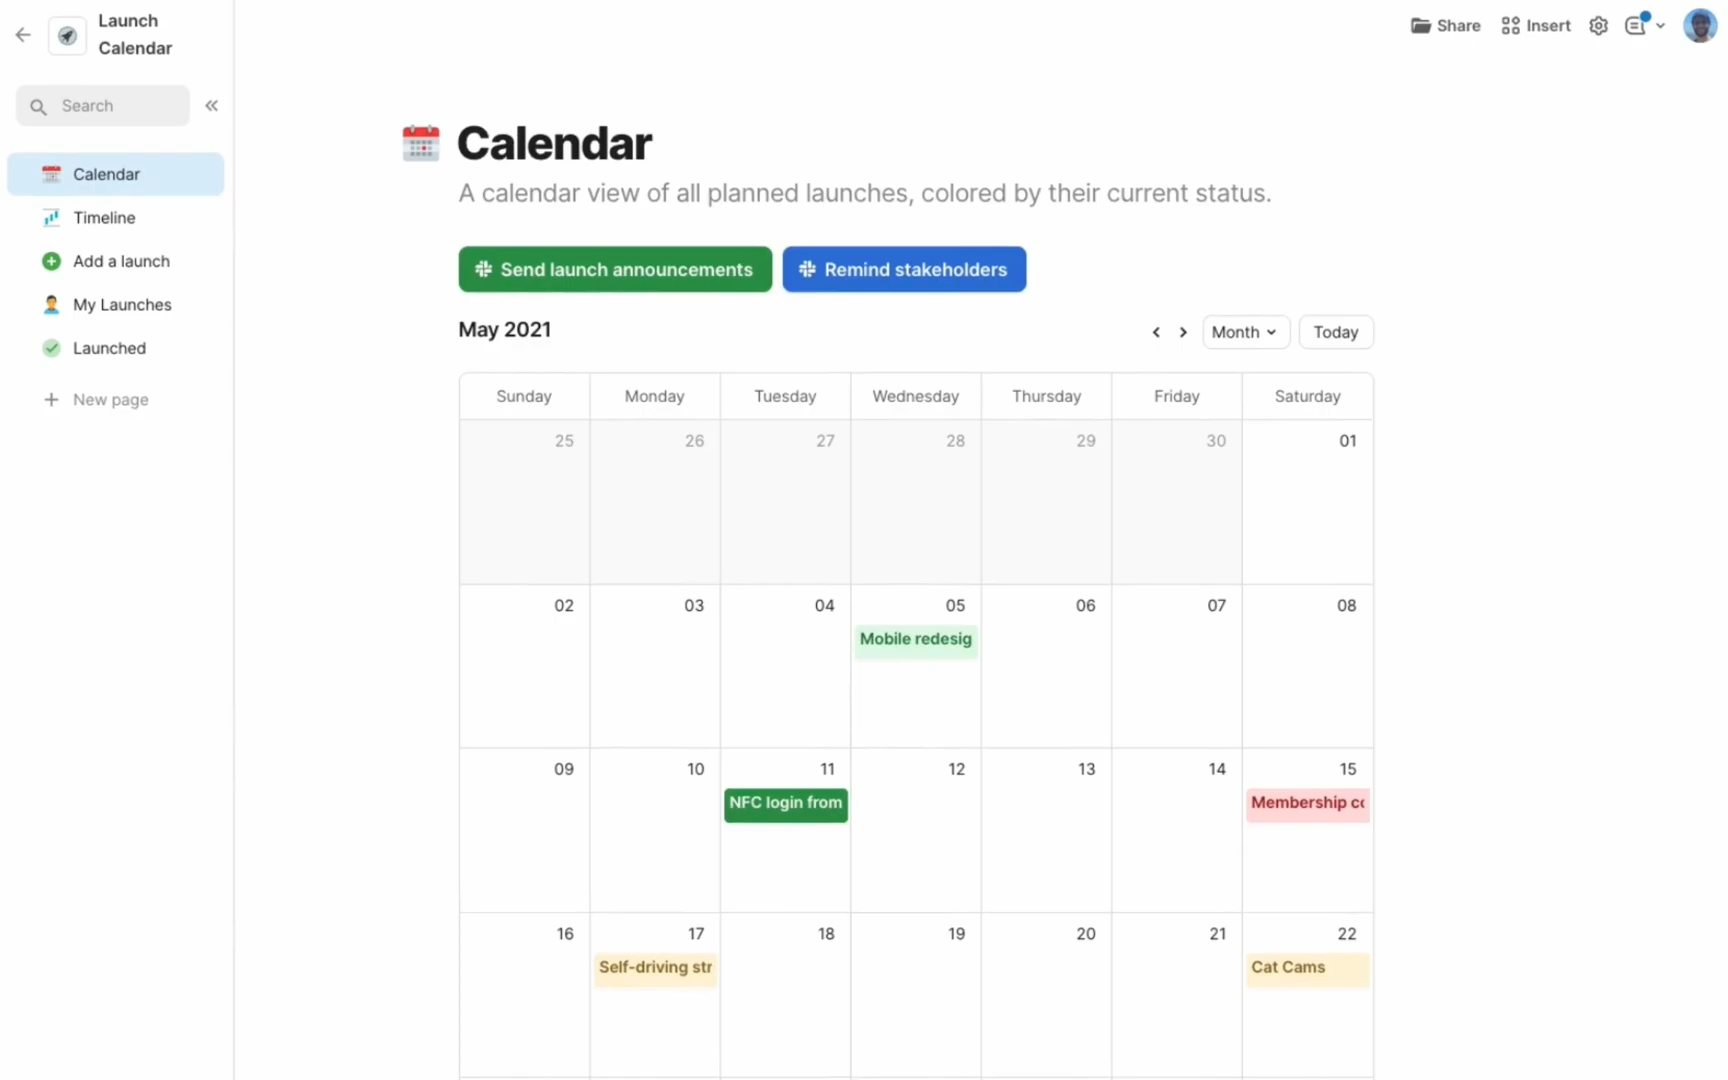 Launch
Calendar
Share
Insert
Search
Calendar
Timeline
Add a launch
My Launches
Launched
New page
Calendar
A calendar view of all planned launches, colored by their current status.
Send launch announcements
Remind stakeholders
May 2021
Month
Today
Sunday Monday Tuesday Wednesday Thursday Friday Saturday
25 26 27 28 29 30 01
02 03 04 05 06 07 08
Mobile redesig
09 10 11 12 13 14 15
NFC login from
Membership
16 17 18 19 20 21 22
Self-driving str
Cat Cams